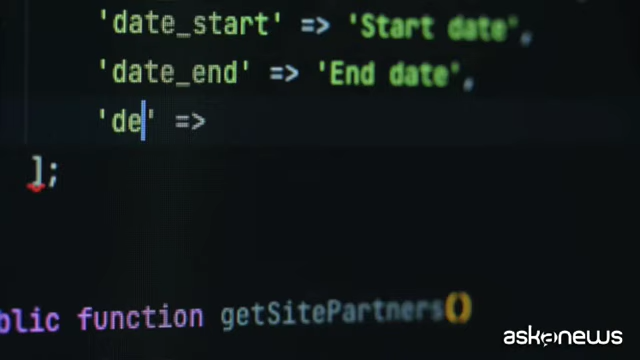 'date_start' => 'Start date',
'date_end' => 'End date',
'de' =>
];
blic function getSitePartners()
askanews